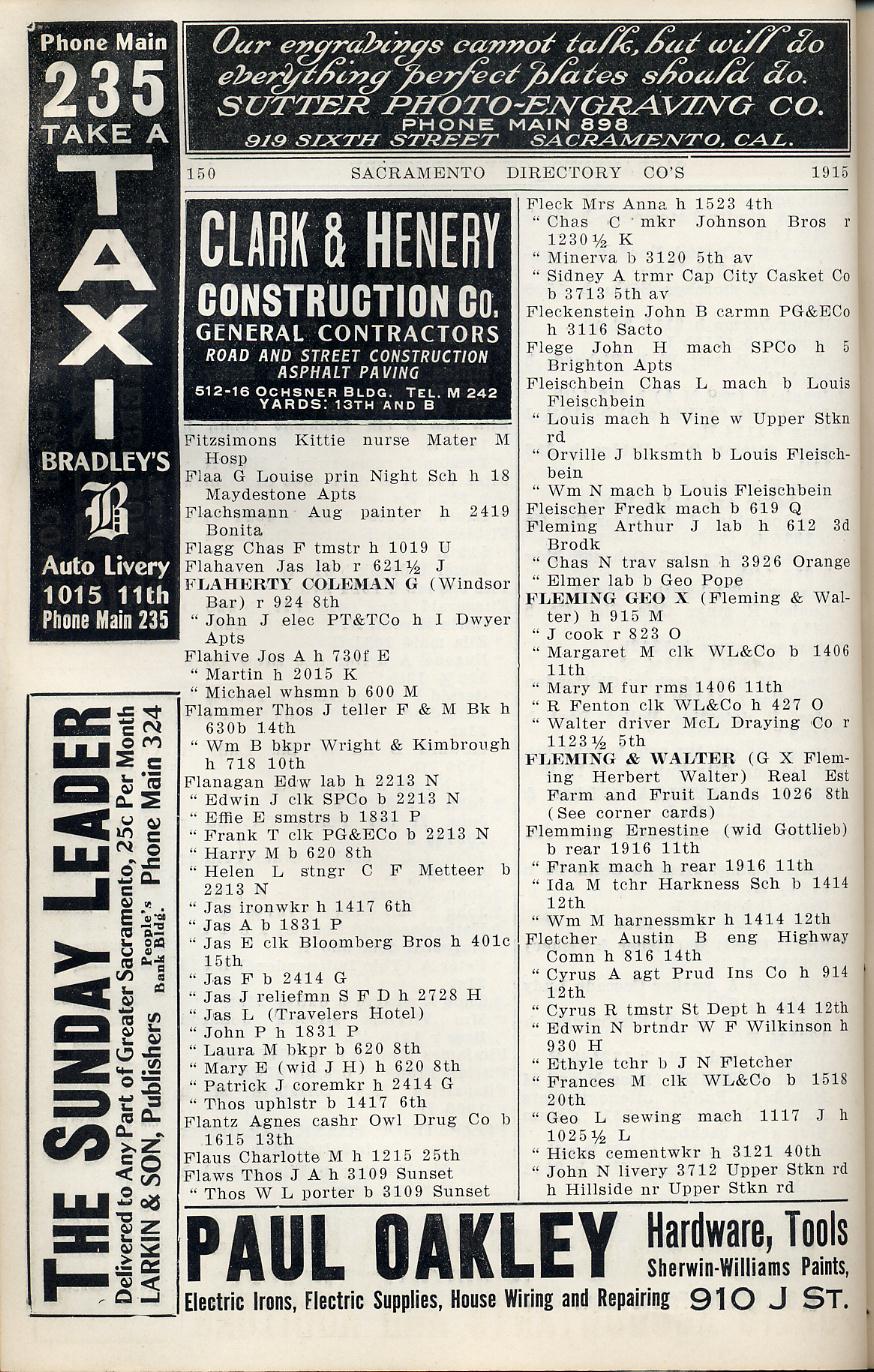 Phone Main
235
TAKE A
TAXI
BRADLEY'S
B
Auto Livery
1015 11th
Phone Main 235
THE SUNDAY LEADER
Delivered to Any Part of Greater Sacramento, 25c Per Month
LARKIN & SON, Publishers People's Bank Bldg. Phone Main 324
Our engravings cannot talk, but will do
everything perfect plates should do.
SUTTER PHOTO-ENGRAVING CO.
PHONE MAIN 898
919 SIXTH STREET SACRAMENTO, CAL.
150 SACRAMENTO DIRECTORY CO'S 1915
CLARK & HENERY
CONSTRUCTION CO.
GENERAL CONTRACTORS
ROAD AND STREET CONSTRUCTION
ASPHALT PAVING
512-16 OCHSNER BLDG. TEL. M 242
YARDS: 13TH AND B
Fitzsimons Kittie nurse Mater M
Hosp
Flaa G Louise prin Night Sch h 18
Maydestone Apts
Flachsmann Aug painter h 2419
Bonita
Flagg Chas F tmstr h 1019 U
Flahaven Jas lab r 621½ J
FLAHERTY COLEMAN G (Windsor
Bar) r 924 8th
" John J elec PT&TCo h I Dwyer
Apts
Flahive Jos A h 730f E
" Martin h 2015 K
" Michael whsmn b 600 M
Flammer Thos J teller F & M Bk h
630b 14th
" Wm B bkpr Wright & Kimbrough
h 718 10th
Flanagan Edw lab h 2213 N
" Edwin J clk SPCo b 2213 N
" Effie E smstrs b 1831 P
" Frank T clk PG&ECo b 2213 N
" Harry M b 620 8th
" Helen L stngr C F Metteer b
2213 N
" Jas ironwkr h 1417 6th
" Jas A b 1831 P
" Jas E clk Bloomberg Bros h 401c
15th
" Jas F b 2414 G
" Jas J reliefmn S F D h 2728 H
" Jas L (Travelers Hotel)
" John P h 1831 P
" Laura M bkpr b 620 8th
" Mary E (wid J H) h 620 8th
" Patrick J coremkr h 2414 G
" Thos uphlstr b 1417 6th
Flantz Agnes cashr Owl Drug Co b
1615 13th
Flaus Charlotte M h 1215 25th
Flaws Thos J A h 3109 Sunset
" Thos W L porter b 3109 Sunset
Fleck Mrs Anna h 1523 4th
" Chas C mkr Johnson Bros r
1230½ K
" Minerva b 3120 5th av
" Sidney A trmr Cap City Casket Co
b 3713 5th av
Fleckenstein John B carmn PG&ECo
h 3116 Sacto
Flege John H mach SPCo h 5
Brighton Apts
Fleischbein Chas L mach b Louis
Fleischbein
" Louis mach h Vine w Upper Stkn
rd
" Orville J blksmth b Louis Fleisch-
bein
" Wm N mach b Louis Fleischbein
Fleischer Fredk mach b 619 Q
Fleming Arthur J lab h 612 3d
Brodk
" Chas N trav salsn h 3926 Orange
" Elmer lab b Geo Pope
FLEMING GEO X (Fleming & Wal-
ter) h 915 M
" J cook r 823 O
" Margaret M clk WL&Co b 1406
11th
" Mary M fur rms 1406 11th
" R Fenton clk WL&Co h 427 O
" Walter driver McL Draying Co r
1123½ 5th
FLEMING & WALTER (G X Flem-
ing Herbert Walter) Real Est
Farm and Fruit Lands 1026 8th
(See corner cards)
Flemming Ernestine (wid Gottlieb)
b rear 1916 11th
" Frank mach h rear 1916 11th
" Ida M tchr Harkness Sch b 1414
12th
" Wm M harnessmkr h 1414 12th
Fletcher Austin B eng Highway
Comn h 816 14th
" Cyrus A agt Prud Ins Co h 914
12th
" Cyrus R tmstr St Dept h 414 12th
" Edwin N brtndr W F Wilkinson h
930 H
" Ethyle tchr b J N Fletcher
" Frances M clk WL&Co b 1518
20th
" Geo L sewing mach 1117 J h
1025½ L
" Hicks cementwkr h 3121 40th
" John N livery 3712 Upper Stkn rd
h Hillside nr Upper Stkn rd
PAUL OAKLEY Hardware, Tools
Sherwin-Williams Paints,
Electric Irons, Electric Supplies, House Wiring and Repairing 910 J ST.